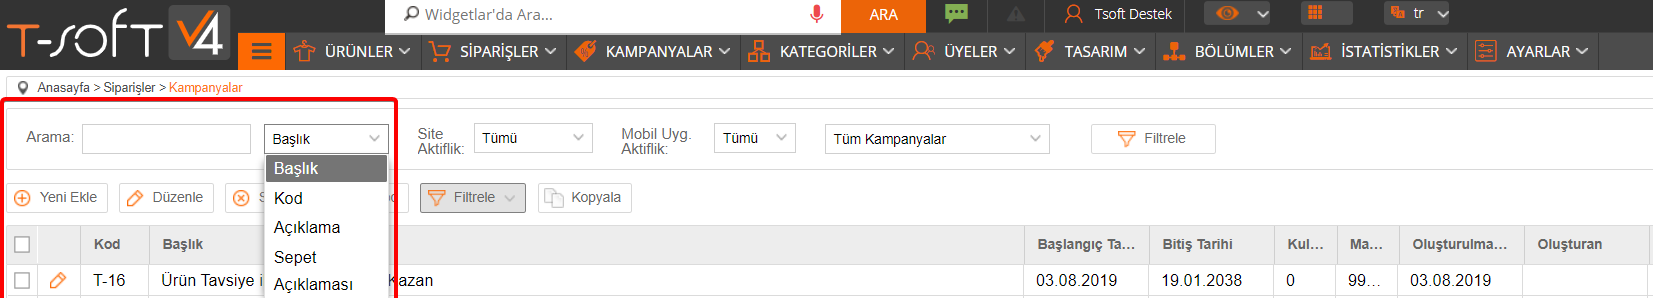 T-SOFT V4
Widgetlar'da Ara...
ARA
Tsoft Destek
tr
ÜRÜNLER
SİPARİŞLER
KAMPANYALAR
KATEGORİLER
ÜYELER
TASARIM
BÖLÜMLER
İSTATİSTİKLER
AYARLAR
Anasayfa > Siparişler > Kampanyalar
Arama:
Başlık
Site
Aktiflik:
Tümü
Mobil Uyg.
Aktiflik:
Tümü
Tüm Kampanyalar
Filtrele
Başlık
Kod
Açıklama
Sepet
Açıklaması
Yeni Ekle
Düzenle
Filtrele
Kopyala
Kod
Başlık
Başlangıç Ta...
Bitiş Tarihi
Kul...
Ma...
Oluşturulma...
Oluşturan
T-16
Ürün Tavsiye
Kazan
03.08.2019
19.01.2038
0
99...
03.08.2019